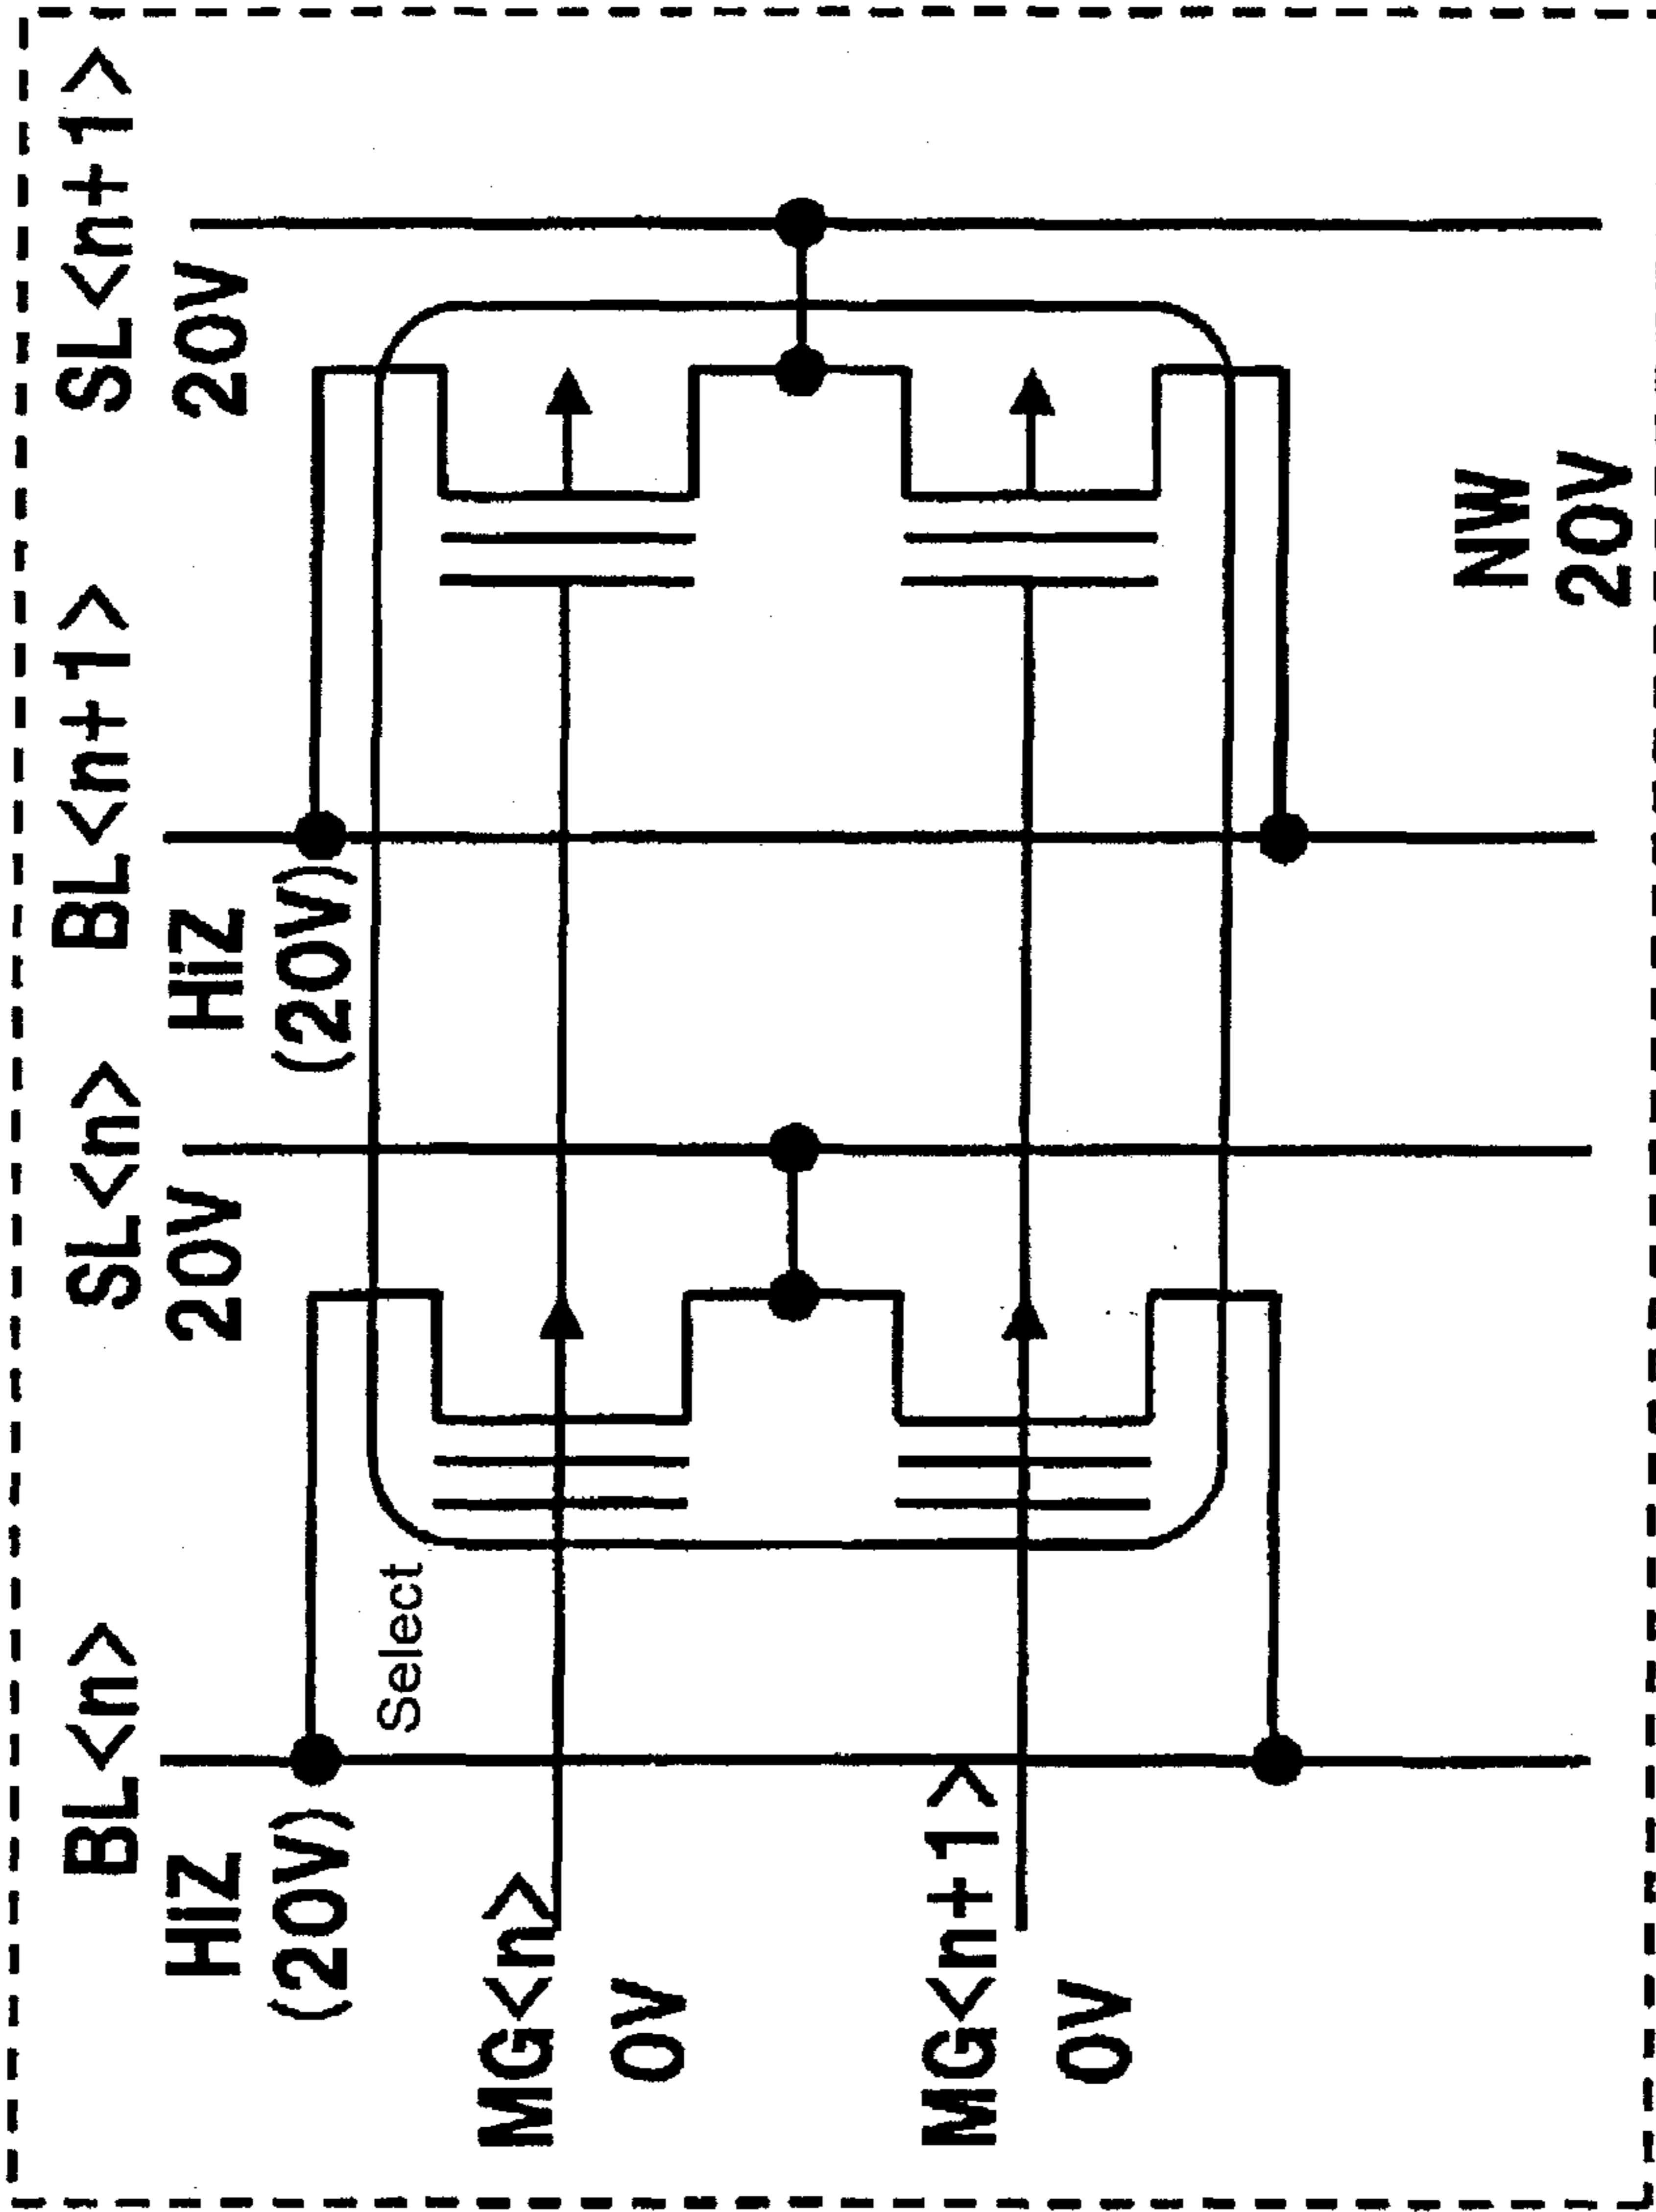 BL<n>
SL<n>
BL<n+1>
SL<n+1>
HiZ
(20V)
20V
HiZ
(20V)
20V
Select
MG<n>
0V
MG<n+1>
0V
NW
20V